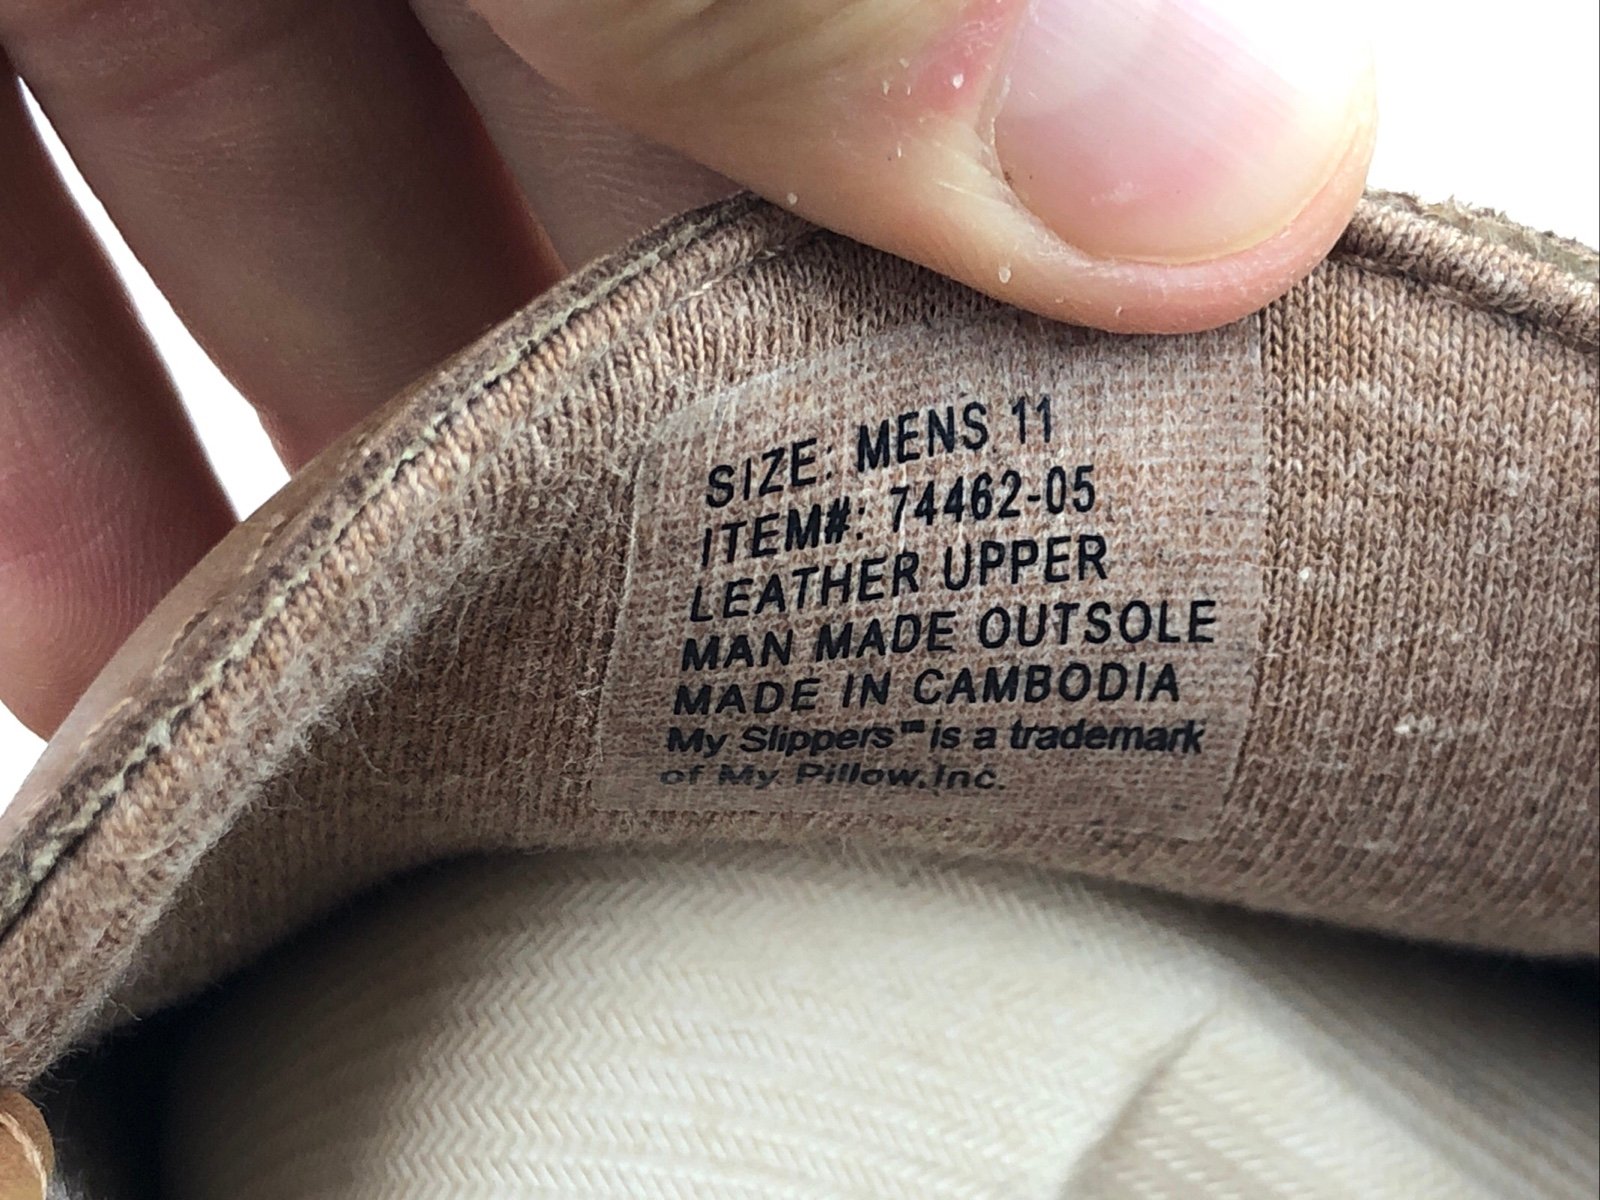 SIZE: MENS 11
ITEM#: 74462-05
LEATHER UPPER
MAN MADE OUTSOLE
MADE IN CAMBODIA
My Slippers™ is a trademark
of My Pillow, Inc.